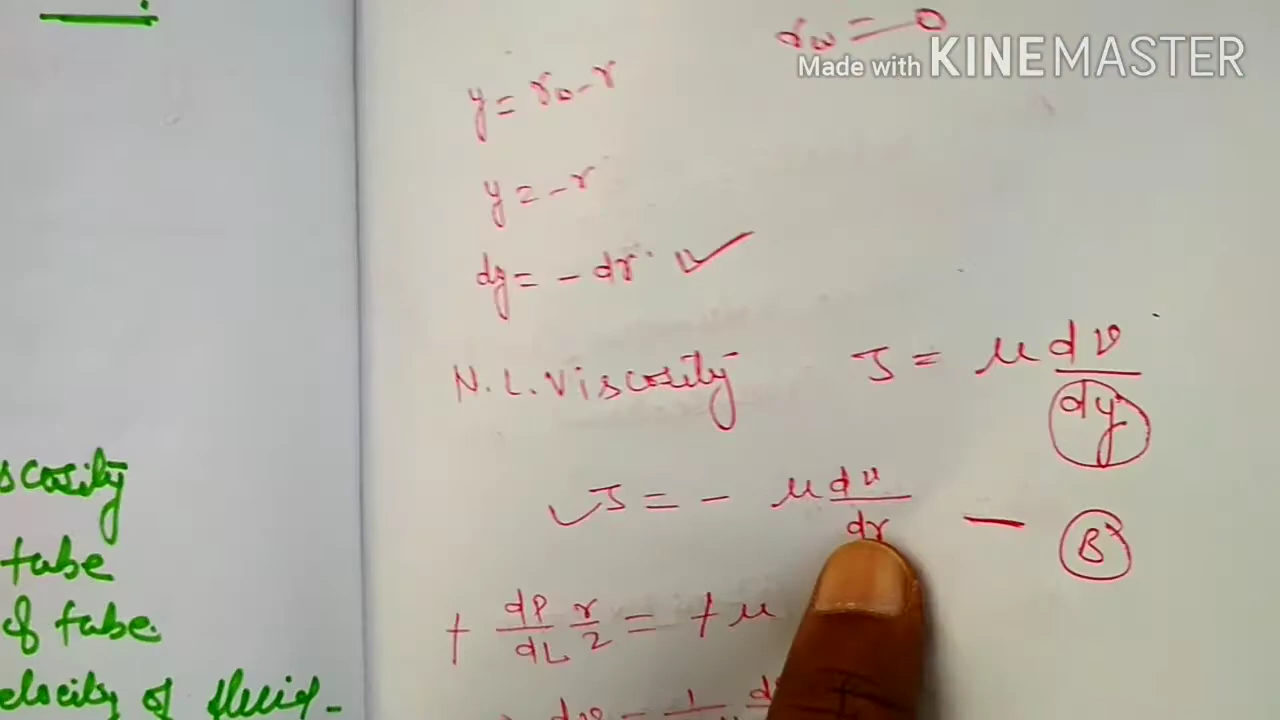 r₀ = 0
Made with KINEMASTER
y = r₀ - r
y = - r
dy = - dr ✓
N.L. Viscosity τ = μ dv/dy
✓ τ = - μ dv/dr — (B)
+ dP/dL r/2 = + μ
scosity
tube
of tube
elocity of fluid